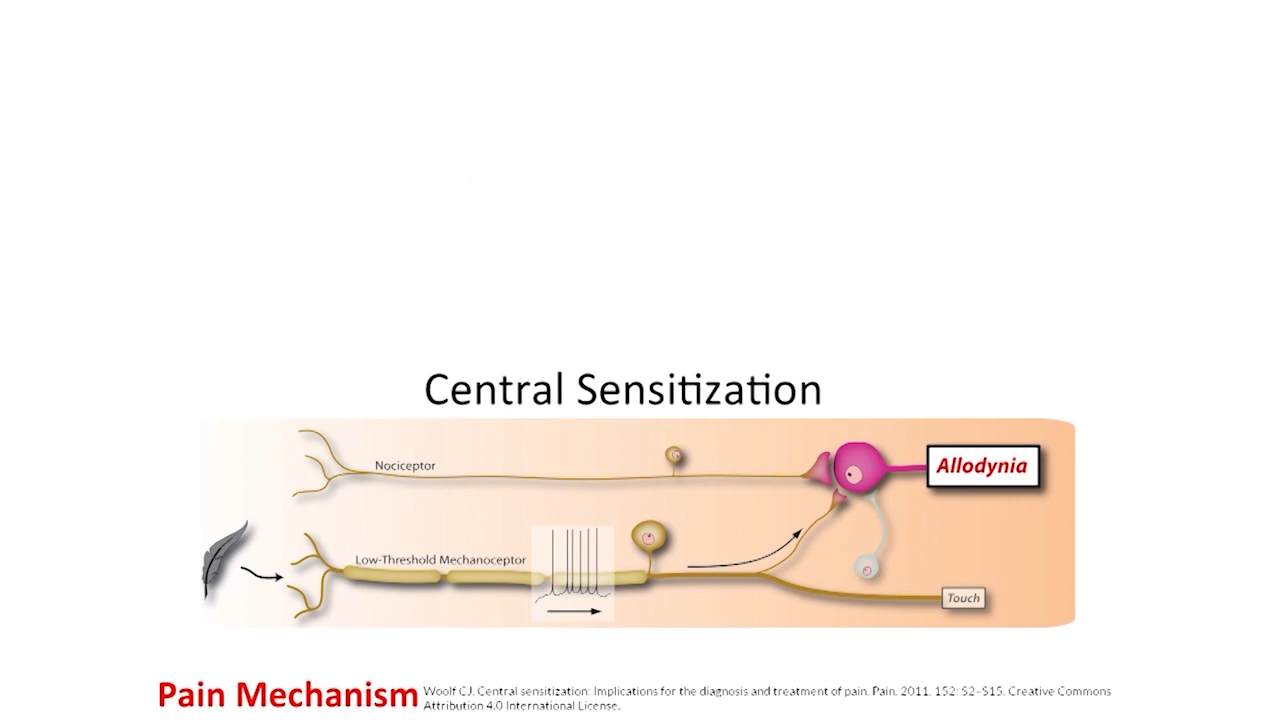 Central Sensitization
Nociceptor
Allodynia
Low-Threshold Mechanoceptor
Touch
Pain Mechanism
Woolf CJ. Central sensitization: Implications for the diagnosis and treatment of pain. Pain. 2011. 152: S2–S15. Creative Commons
Attribution 4.0 International License.